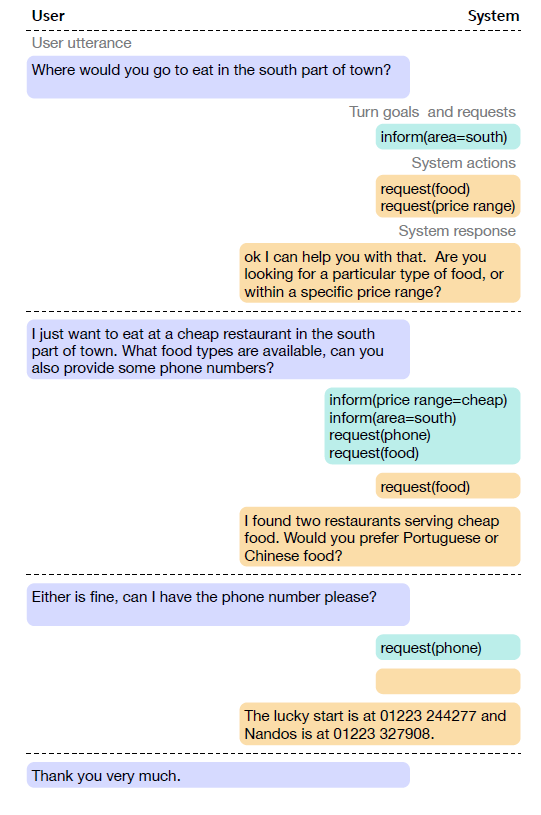 User
System
User utterance
Where would you go to eat in the south part of town?
Turn goals and requests
inform(area=south)
System actions
request(food)
request(price range)
System response
ok I can help you with that. Are you
looking for a particular type of food, or
within a specific price range?
I just want to eat at a cheap restaurant in the south
part of town. What food types are available, can you
also provide some phone numbers?
inform(price range=cheap)
inform(area=south)
request(phone)
request(food)
request(food)
I found two restaurants serving cheap
food. Would you prefer Portuguese or
Chinese food?
Either is fine, can I have the phone number please?
request(phone)
The lucky start is at 01223 244277 and
Nandos is at 01223 327908.
Thank you very much.